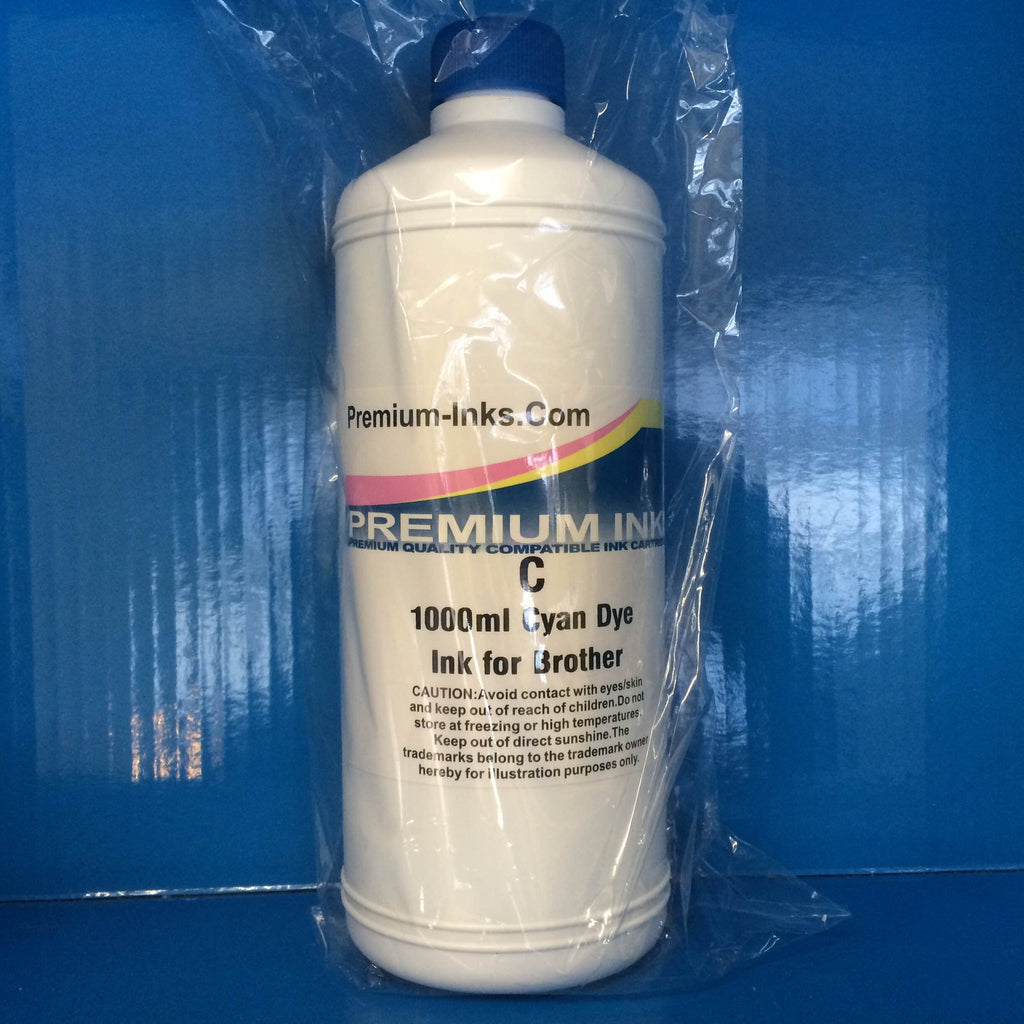 Premium-Inks.Com
PREMIUM INK
PREMIUM QUALITY COMPATIBLE INK
C
1000ml Cyan Dye
Ink for Brother
CAUTION:Avoid contact with eyes/skin
and keep out of reach of children.Do not
store at freezing or high temperatures.
Keep out of direct sunshine.The
trademarks belong to the trademark owner
hereby for illustration purposes only.